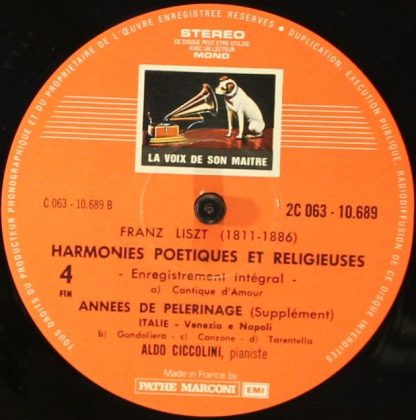 TOUS DROITS DU PRODUCTEUR PHONOGRAPHIQUE ET DU PROPRIETAIRE DE L'ŒUVRE ENREGISTREE RESERVES • DUPLICATION, EXECUTION PUBLIQUE, RADIODIFFUSION DE CE DISQUE INTERDITES
STEREO
CE DISQUE PEUT ETRE UTILISE
AVEC UN LECTEUR
MONO
LA VOIX DE SON MAITRE
C 063 - 10.689 B
2C 063 - 10.689
FRANZ LISZT (1811-1886)
HARMONIES POETIQUES ET RELIGIEUSES
4
FIN
- Enregistrement intégral -
a) Cantique d'Amour
ANNEES DE PELERINAGE (Supplément)
ITALIE - Venezia e Napoli
b) Gondoliera - c) Canzone - d) Tarentella
ALDO CICCOLINI, pianiste
Made in France by
PATHE MARCONI EMI